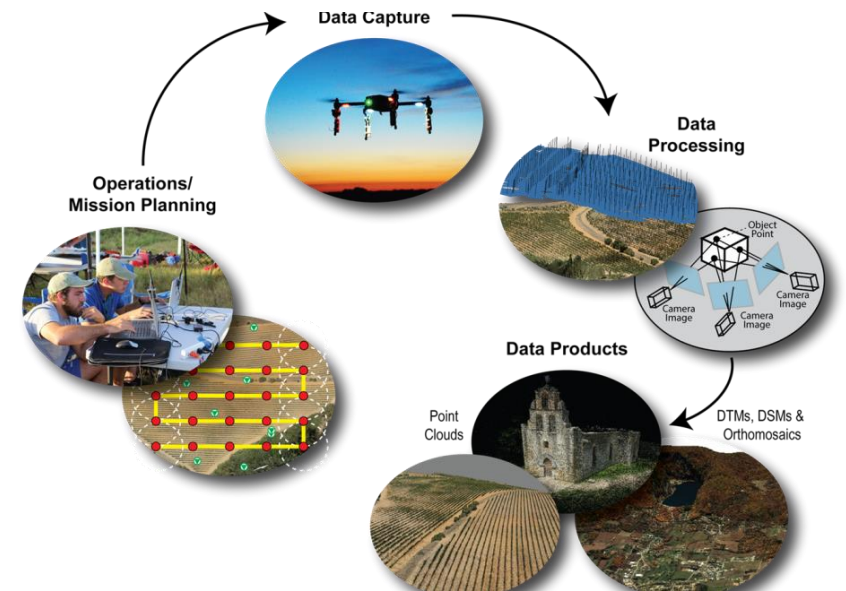 Data Capture
Data
Processing
Operations/
Mission Planning
Object
Point
Camera
Image
Camera
Image
Camera
Image
Data Products
Point
Clouds
DTMs, DSMs &
Orthomosaics